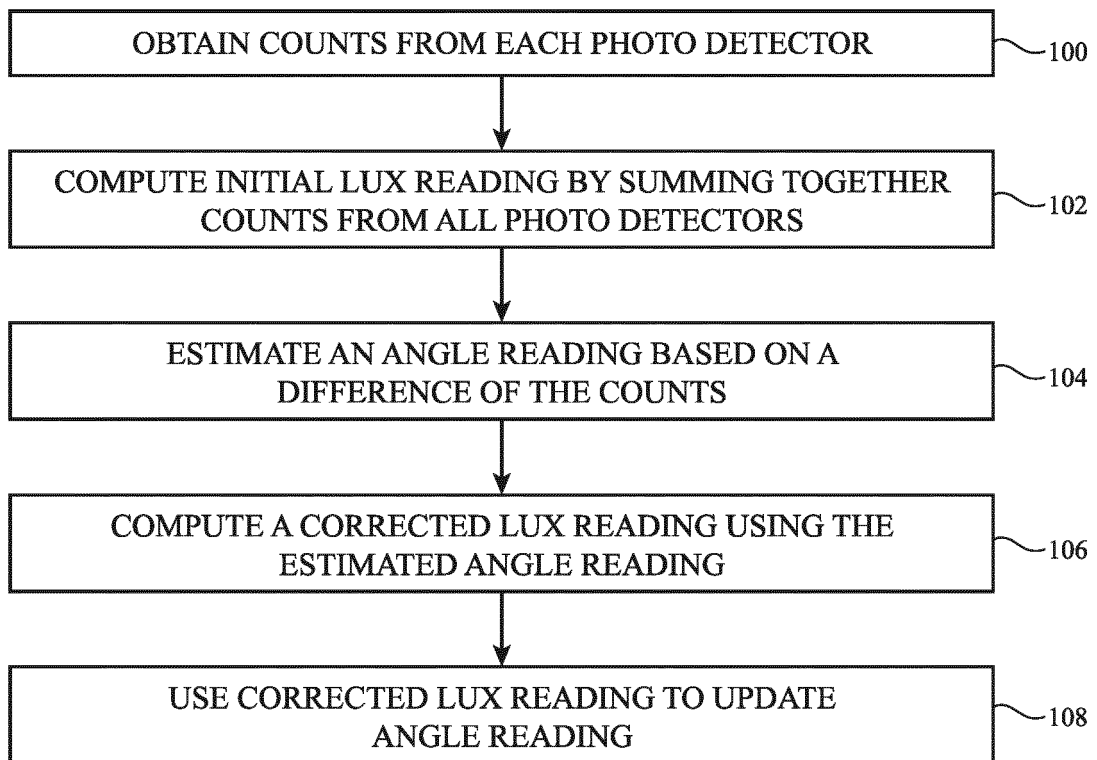 OBTAIN COUNTS FROM EACH PHOTO DETECTOR
100
COMPUTE INITIAL LUX READING BY SUMMING TOGETHER
COUNTS FROM ALL PHOTO DETECTORS
102
ESTIMATE AN ANGLE READING BASED ON A
DIFFERENCE OF THE COUNTS
104
COMPUTE A CORRECTED LUX READING USING THE
ESTIMATED ANGLE READING
106
USE CORRECTED LUX READING TO UPDATE
ANGLE READING
108